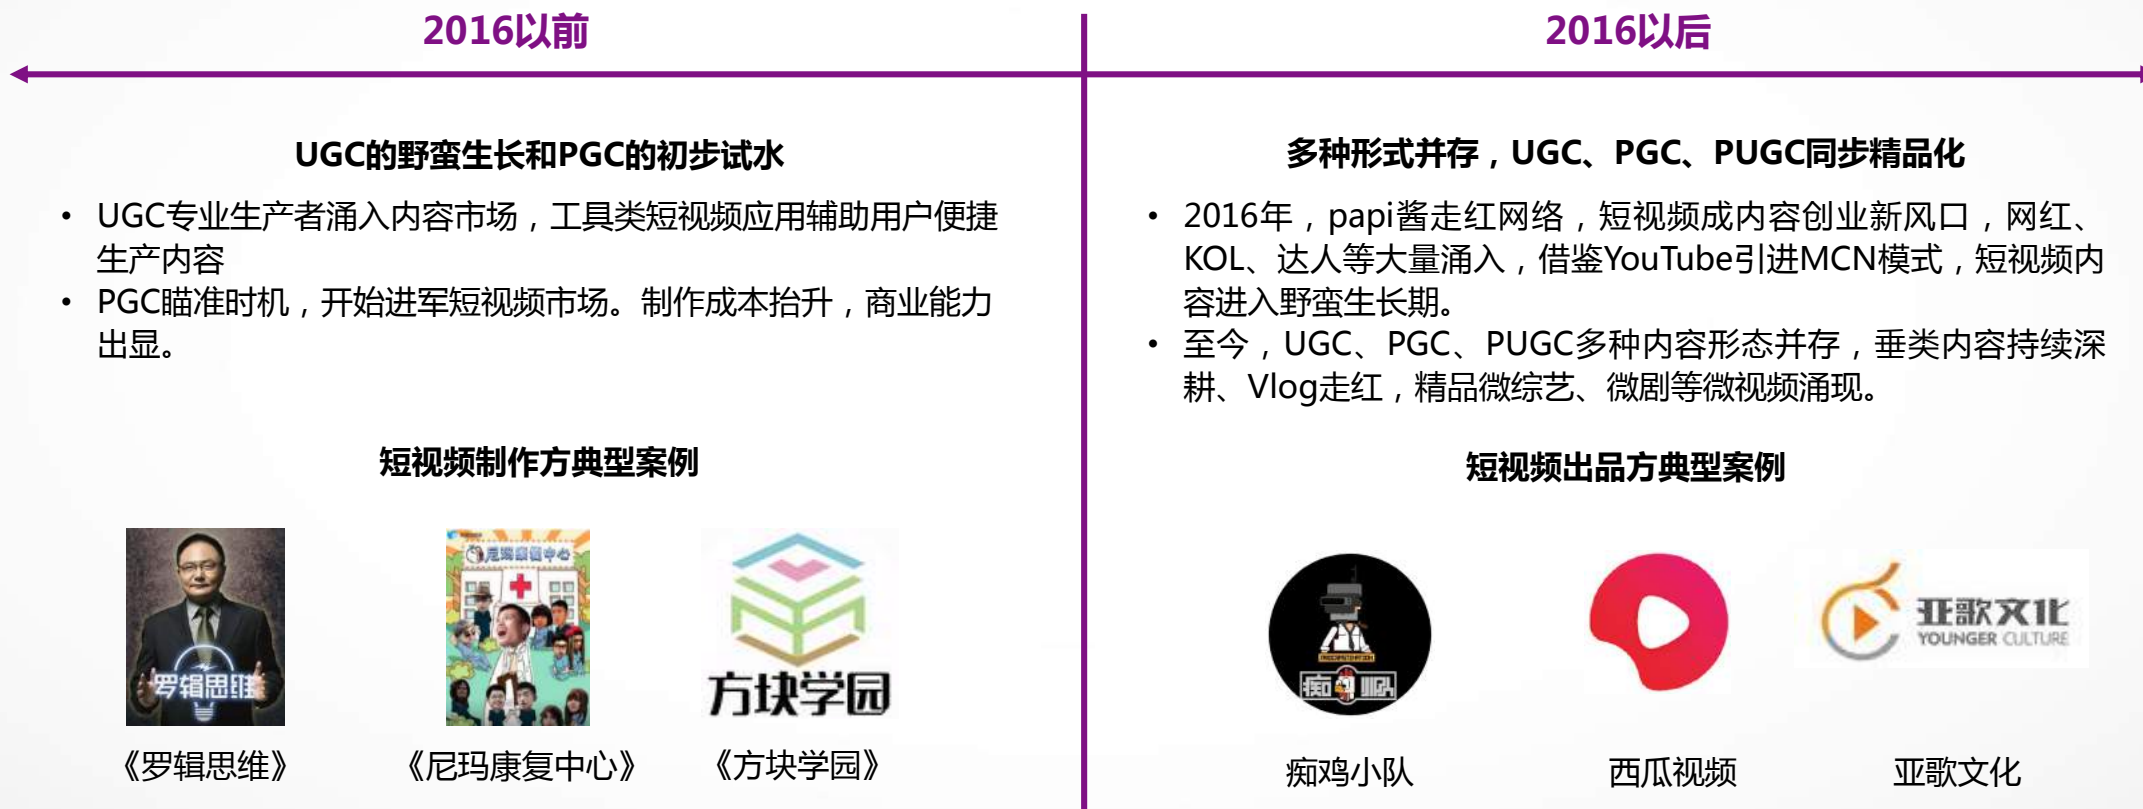 2016以前
UGC的野蛮生长和PGC的初步试水
• UGC专业生产者涌入内容市场，工具类短视频应用辅助用户便捷
生产内容
• PGC瞄准时机，开始进军短视频市场。制作成本抬升，商业能力
出显。
短视频制作方典型案例
罗辑思维
尼玛康复中心
方块学园
《罗辑思维》
《尼玛康复中心》
《方块学园》
2016以后
多种形式并存，UGC、PGC、PUGC同步精品化
• 2016年，papi酱走红网络，短视频成内容创业新风口，网红、
KOL、达人等大量涌入，借鉴YouTube引进MCN模式，短视频内
容进入野蛮生长期。
• 至今，UGC、PGC、PUGC多种内容形态并存，垂类内容持续深
耕、Vlog走红，精品微综艺、微剧等微视频涌现。
短视频出品方典型案例
亚歌文化
YOUNGER CULTURE
痴鸡小队
西瓜视频
亚歌文化